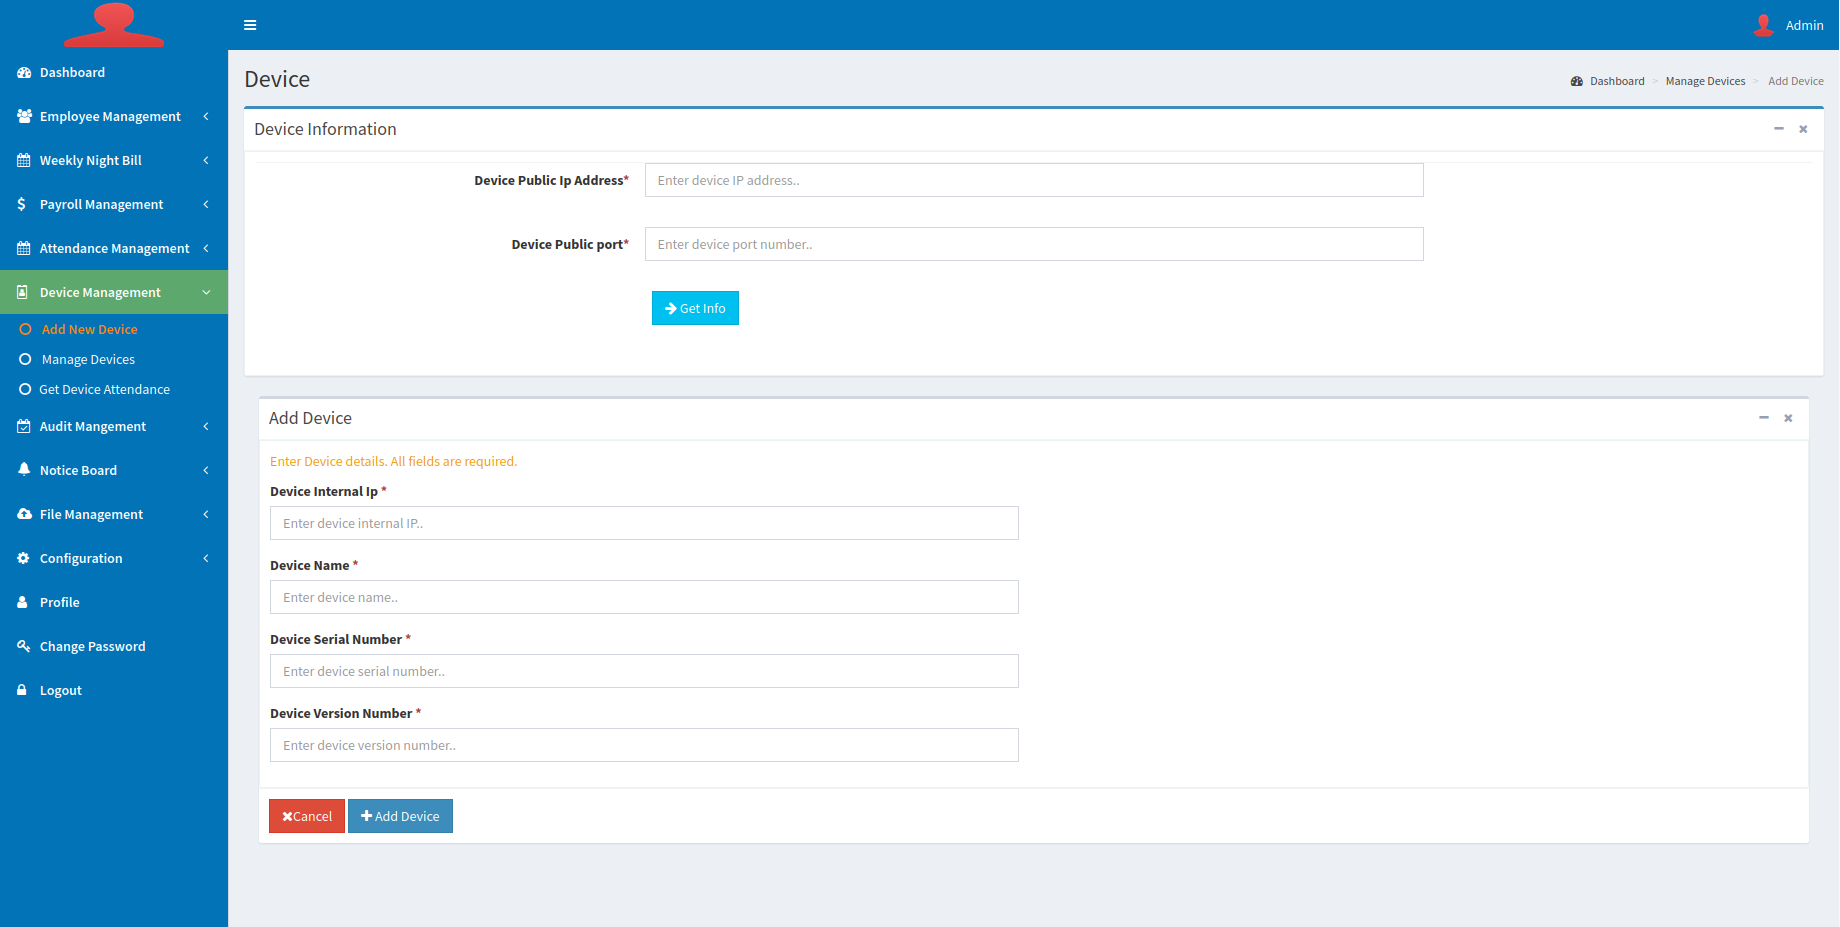 Admin
Dashboard
Employee Management
Weekly Night Bill
Payroll Management
Attendance Management
Device Management
Add New Device
Manage Devices
Get Device Attendance
Audit Mangement
Notice Board
File Management
Configuration
Profile
Change Password
Logout
Device
Dashboard > Manage Devices > Add Device
Device Information
Device Public Ip Address* Enter device IP address..
Device Public port* Enter device port number..
Get Info
Add Device
Enter Device details. All fields are required.
Device Internal Ip *
Enter device internal IP..
Device Name *
Enter device name..
Device Serial Number *
Enter device serial number..
Device Version Number *
Enter device version number..
Cancel Add Device